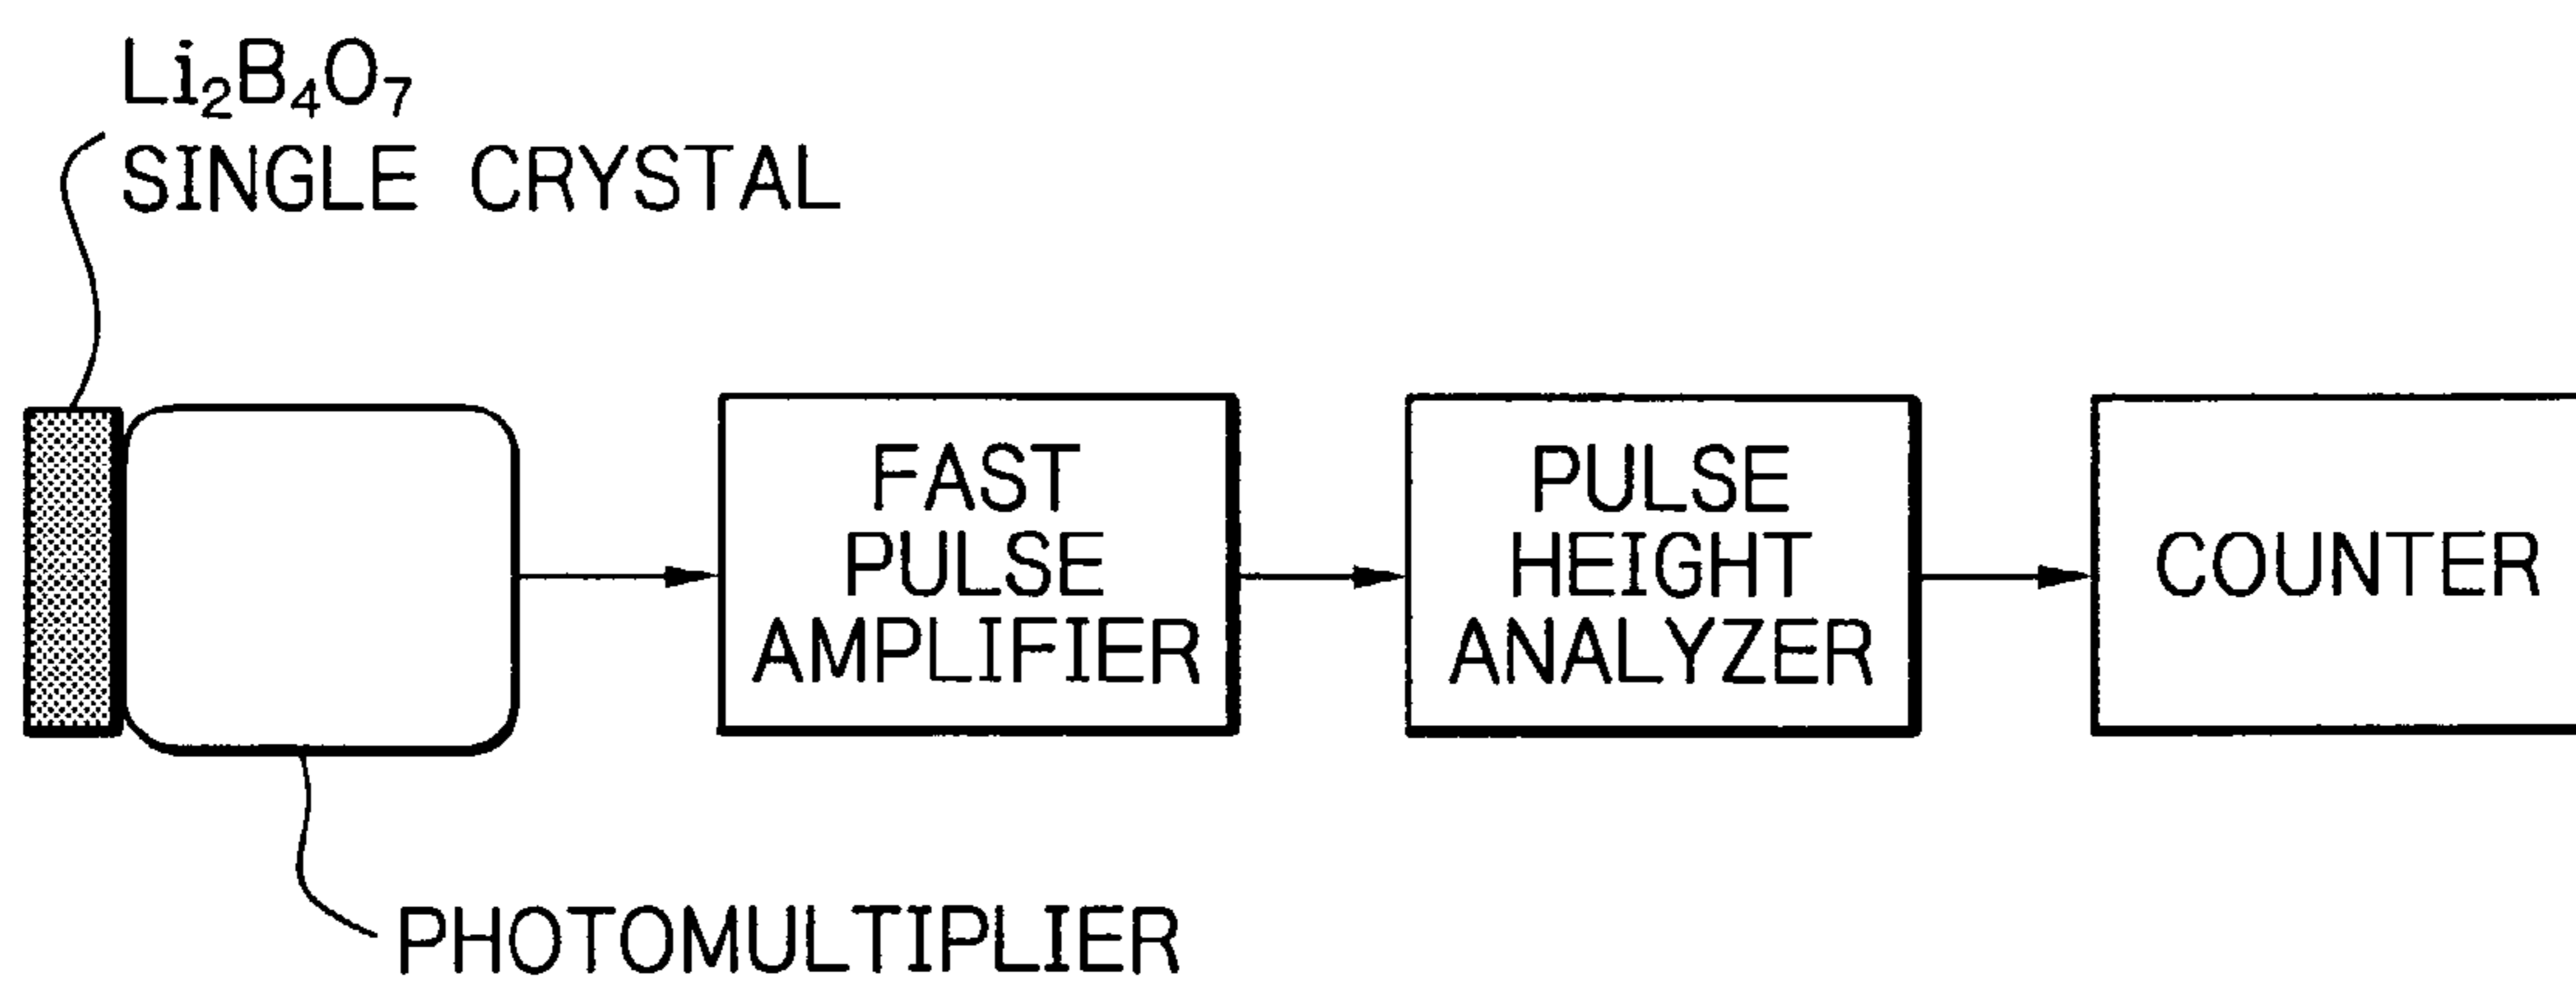 Li₂B₄O₇
SINGLE CRYSTAL
FAST
PULSE
AMPLIFIER
PULSE
HEIGHT
ANALYZER
COUNTER
PHOTOMULTIPLIER